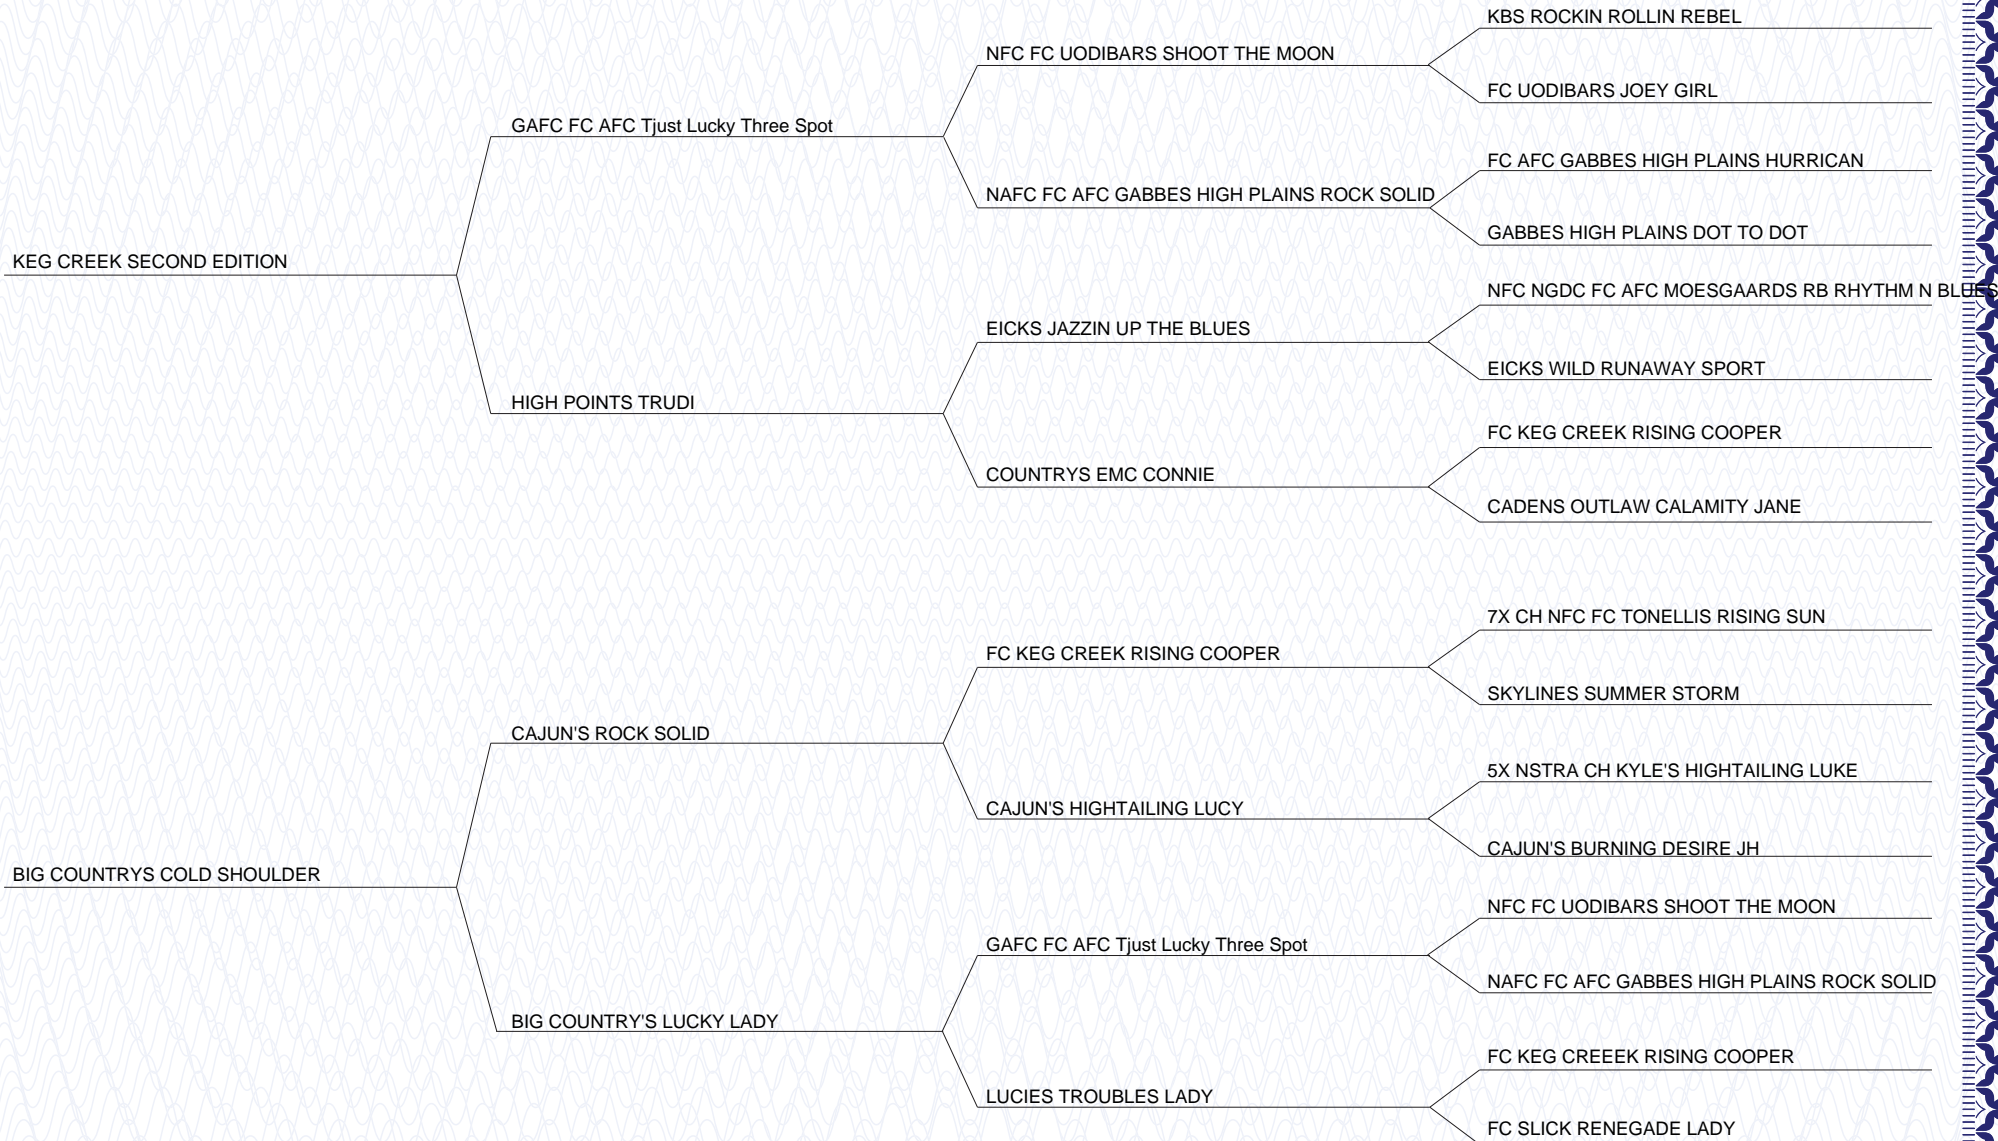 KBS ROCKIN ROLLIN REBEL
NFC FC UODIBARS SHOOT THE MOON
FC UODIBARS JOEY GIRL
GAFC FC AFC Tjust Lucky Three Spot
FC AFC GABBES HIGH PLAINS HURRICAN
NAFC FC AFC GABBES HIGH PLAINS ROCK SOLID
GABBES HIGH PLAINS DOT TO DOT
KEG CREEK SECOND EDITION
NFC NGDC FC AFC MOESGAARDS RB RHYTHM N BLUES
EICKS JAZZIN UP THE BLUES
EICKS WILD RUNAWAY SPORT
HIGH POINTS TRUDI
FC KEG CREEK RISING COOPER
COUNTRYS EMC CONNIE
CADENS OUTLAW CALAMITY JANE
7X CH NFC FC TONELLIS RISING SUN
FC KEG CREEK RISING COOPER
SKYLINES SUMMER STORM
CAJUN'S ROCK SOLID
5X NSTRA CH KYLE'S HIGHTAILING LUKE
CAJUN'S HIGHTAILING LUCY
CAJUN'S BURNING DESIRE JH
BIG COUNTRYS COLD SHOULDER
NFC FC UODIBARS SHOOT THE MOON
GAFC FC AFC Tjust Lucky Three Spot
NAFC FC AFC GABBES HIGH PLAINS ROCK SOLID
BIG COUNTRY'S LUCKY LADY
FC KEG CREEEK RISING COOPER
LUCIES TROUBLES LADY
FC SLICK RENEGADE LADY